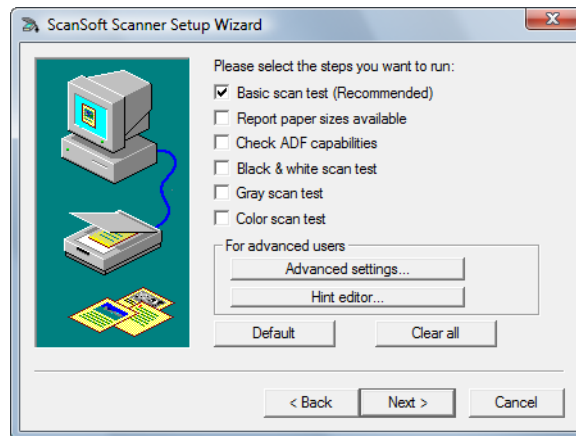 ScanSoft Scanner Setup Wizard
Please select the steps you want to run:
Basic scan test (Recommended)
Report paper sizes available
Check ADF capabilities
Black & white scan test
Gray scan test
Color scan test
For advanced users
Advanced settings...
Hint editor...
Default
Clear all
< Back
Next >
Cancel